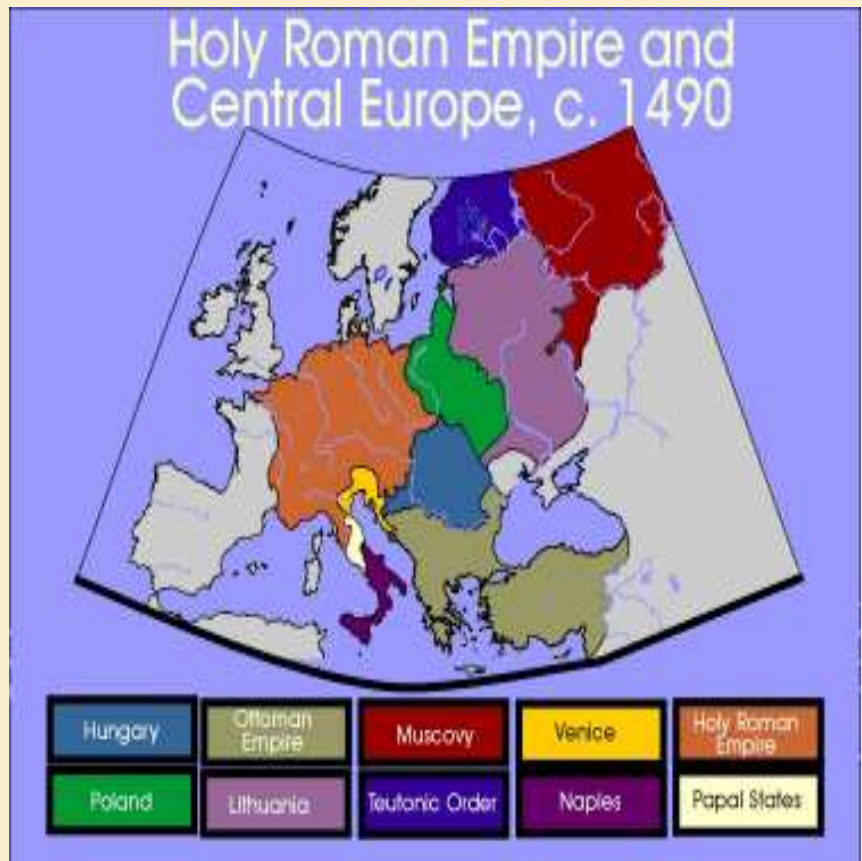 Holy Roman Empire and
Central Europe, c. 1490
Hungary
Ottoman
Empire
Muscovy
Venice
Holy Roman
Empire
Poland
Lithuania
Teutonic Order
Naples
Papal States